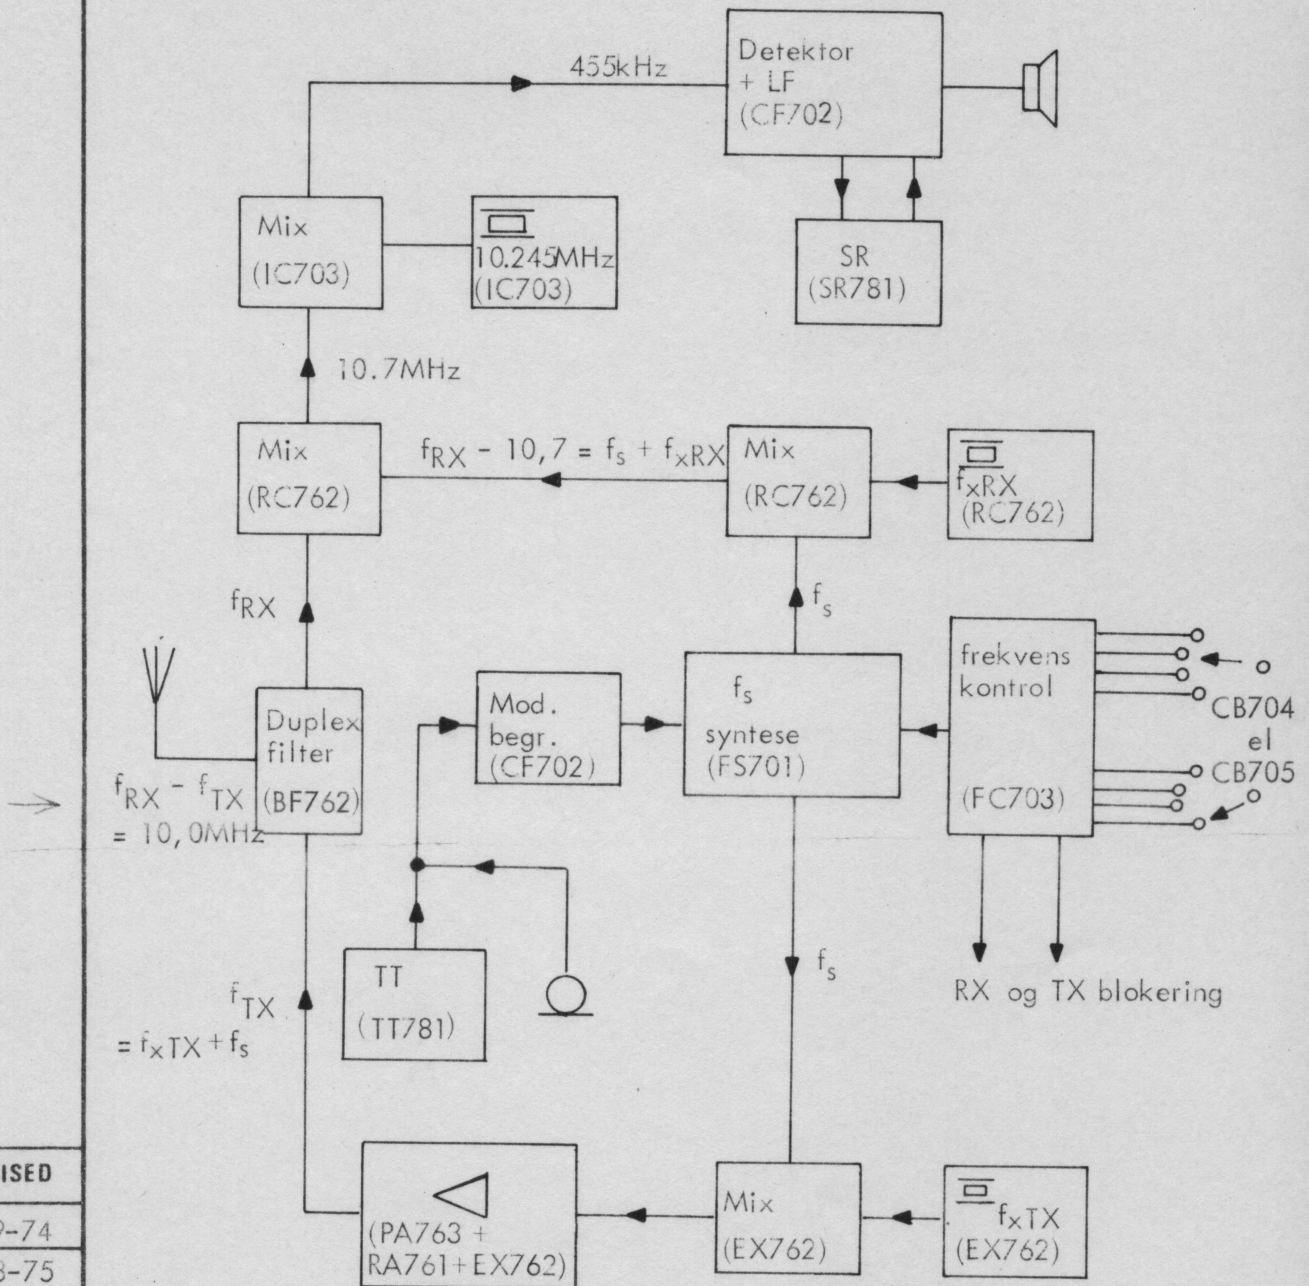 455kHz
Detektor
+ LF
(CF702)
Mix
(IC703)
10.245MHz
(IC703)
SR
(SR781)
10.7MHz
Mix
(RC762)
fRX - 10,7 = fs + fxRX
Mix
(RC762)
fxRX
(RC762)
fRX
fs
Duplex
filter
(BF762)
Mod.
begr.
(CF702)
fs
syntese
(FS701)
frekvens
kontrol
(FC703)
CB704
el
CB705
fRX - fTX
= 10,0MHz
TT
(TT781)
fs
RX og TX blokering
fTX
= fxTX + fs
(PA763 +
RA761+EX762)
Mix
(EX762)
fxTX
(EX762)
ISED
9-74
8-75